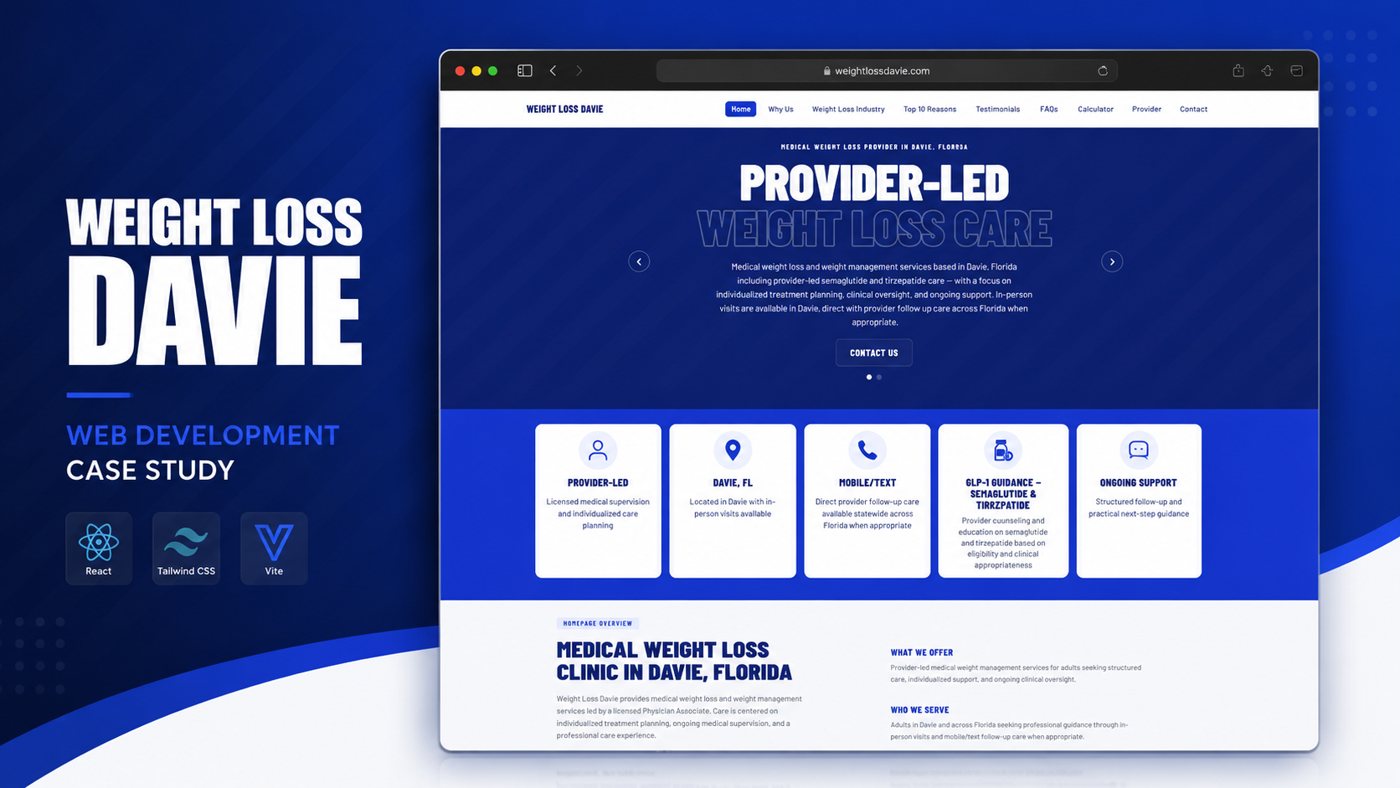 WEIGHT LOSS
DAVIE
WEB DEVELOPMENT
CASE STUDY
React
Tailwind CSS
Vite
weightlossdavie.com
WEIGHT LOSS DAVIE
Home
Why Us
Weight Loss Industry
Top 10 Reasons
Testimonials
FAQs
Calculator
Provider
Contact
MEDICAL WEIGHT LOSS PROVIDER IN DAVIE, FLORIDA
PROVIDER-LED
WEIGHT LOSS CARE
Medical weight loss and weight management services based in Davie, Florida
including provider-led semaglutide and tirzepatide care — with a focus on
individualized treatment planning, clinical oversight, and ongoing support. In-person
visits are available in Davie, direct with provider follow up care across Florida when
appropriate.
CONTACT US
PROVIDER-LED
Licensed medical supervision
and individualized care
planning
DAVIE, FL
Located in Davie with in-
person visits available
MOBILE/TEXT
Direct provider follow-up care
available statewide across
Florida when appropriate
GLP-1 GUIDANCE –
SEMAGLUTIDE &
TIRRZPATIDE
Provider cuunseling and
education on semaglutide
and tirzepatide based on
eligibility and clinical
appropriateness
ONGOING SUPPORT
Structured follow-up and
practical next-step guidance
HOMEPAGE OVERVIEW
MEDICAL WEIGHT LOSS
CLINIC IN DAVIE, FLORIDA
Weight Loss Davie provides medical weight loss and weight management
services led by a licensed Physician Associate. Care is centered on
individualized treatment planning, ongoing medical supervision, and a
professional care experience.
WHAT WE OFFER
Provider-led medical weight management services for adults seeking structured
care, individualized support, and ongoing clinical oversight.
WHO WE SERVE
Adults in Davie and across Florida seeking professional guidance through in-
person visits and mobile/text follow-up care when appropriate.